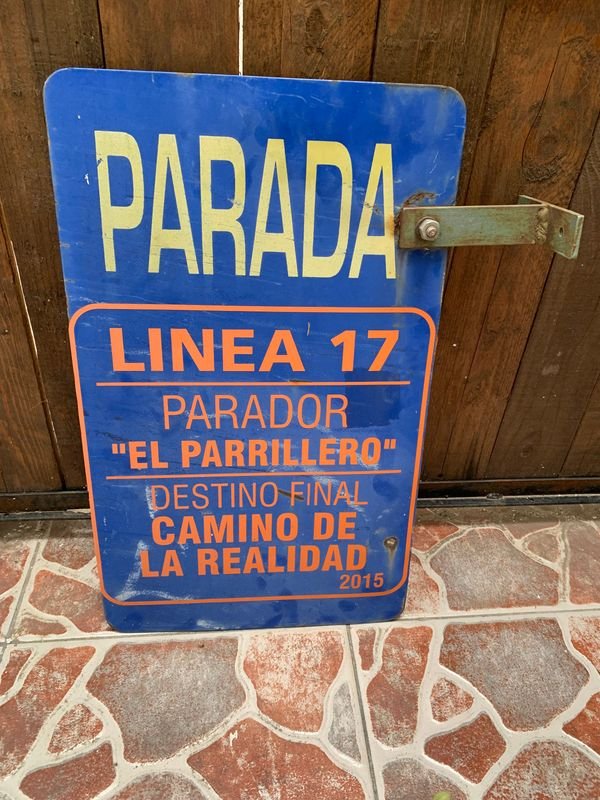 PARADA
LINEA 17
PARADOR
"EL PARRILLERO"
DESTINO FINAL
CAMINO DE
LA REALIDAD
2015